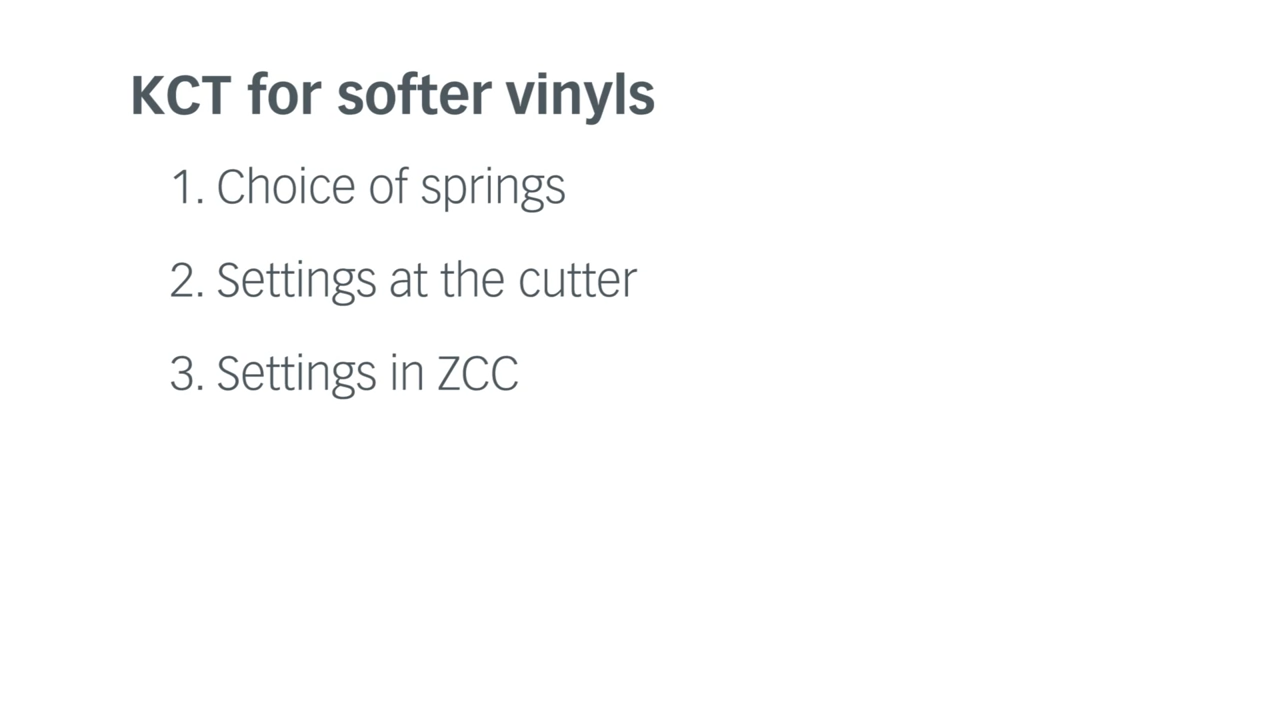 KCT for softer vinyls
1. Choice of springs
2. Settings at the cutter
3. Settings in ZCC